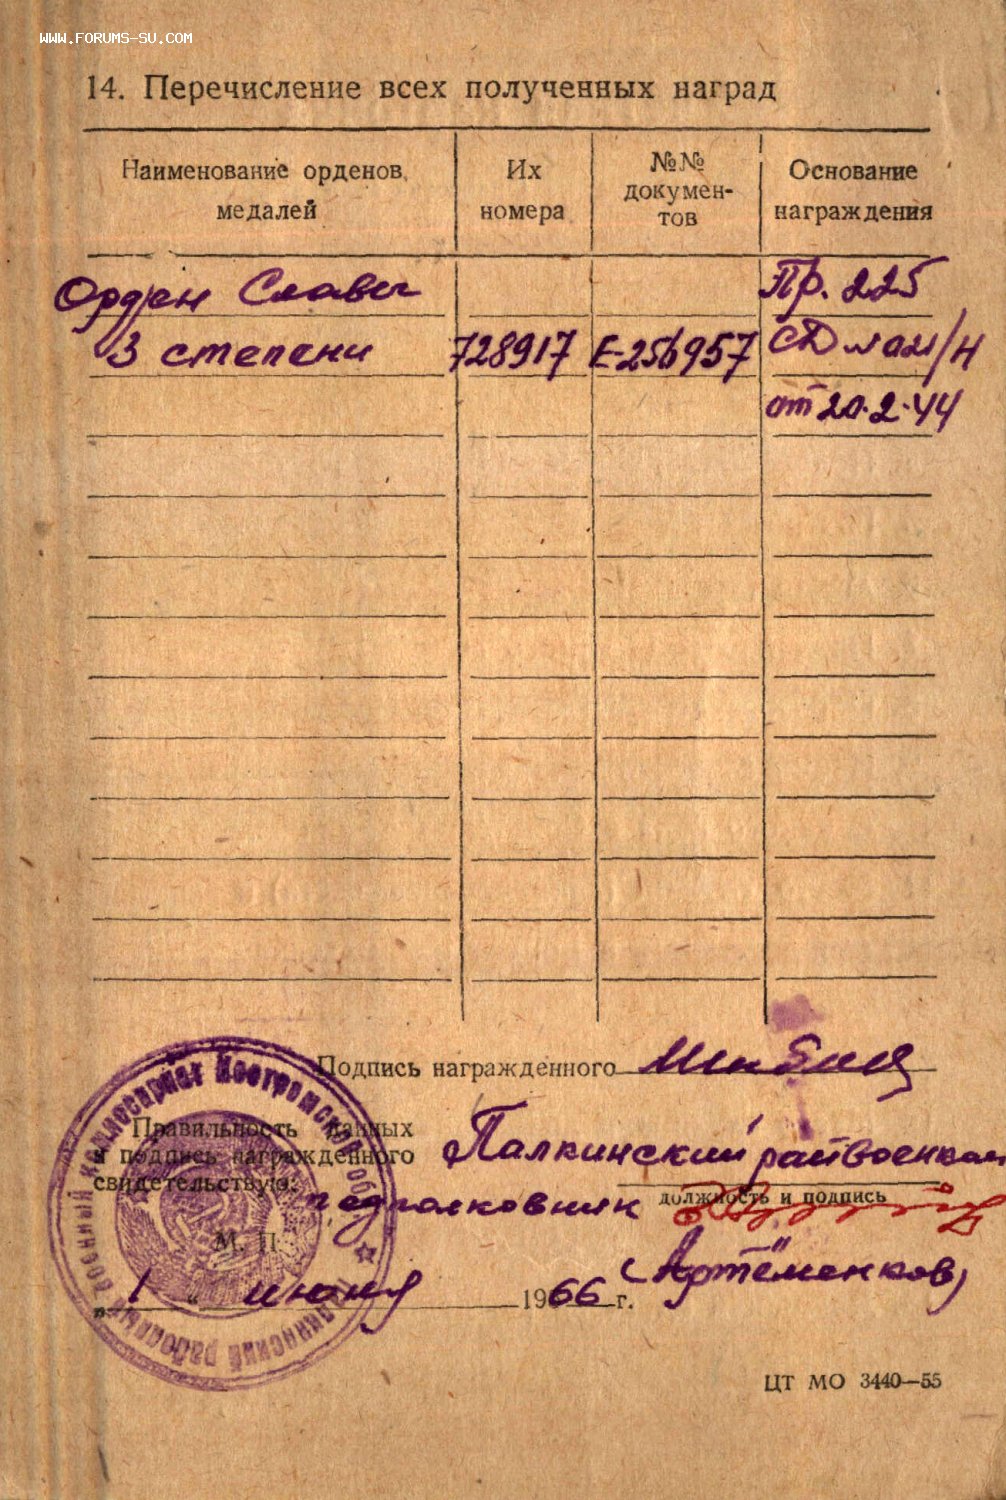 WWW.FORUMS-SU.COM
14. Перечисление всех полученных наград
Наименование орденов, медалей
Их номера
№№ докумен-
тов
Основание награждения
Орден Славы
3 степени 728917 Е-256957
Пр. 225
СД
от 20.2.44
Подпись награжденного
Правильность данных
и подпись награжденного
свидетельствую:
Палкинский райвоенком
подполковник
должность и подпись
М. П.
(Артёменков)
„ 1 “ июня 1966 г.
ЦТ МО 3440—55